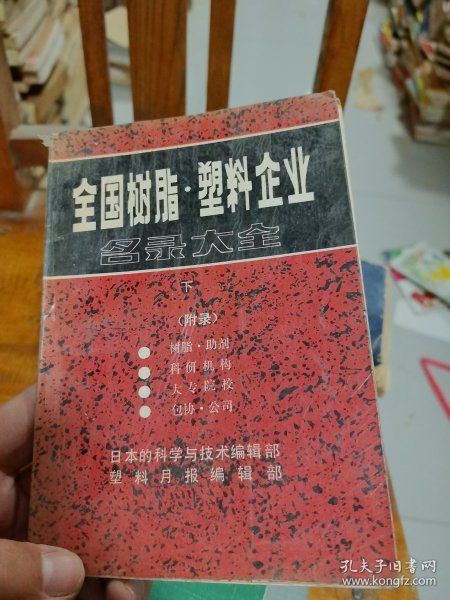 全国树脂·塑料企业
名录大全
下
(附录)
树脂·助剂
科研机构
大专院校
包协·公司
日本的科学与技术编辑部
塑料月报编辑部
孔夫子旧书网
www.kongfz.com